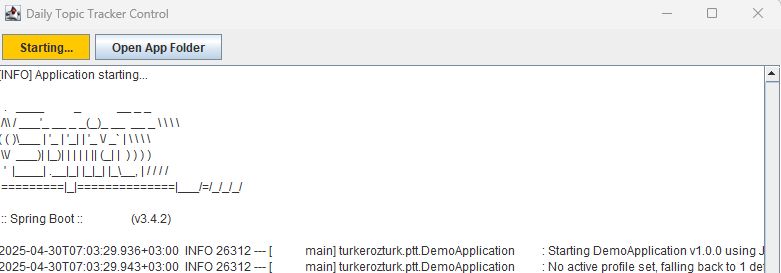 Daily Topic Tracker Control
Starting... Open App Folder
[INFO] Application starting...
  .   ____          _            __ _ _
 /\\ / ___'_ __ _ _(_)_ __  __ _ \ \ \ \
( ( )\___ | '_ | '_| | '_ \/ _` | \ \ \ \
 \\/  ___)| |_)| | | | | || (_| |  ) ) ) )
  '  |____| .__|_| |_|_| |_\__, | / / / /
 =========|_|==============|___/=/_/_/_/
:: Spring Boot ::                (v3.4.2)
2025-04-30T07:03:29.936+03:00  INFO 26312 --- [           main] turkerozturk.ptt.DemoApplication         : Starting DemoApplication v1.0.0 using J
2025-04-30T07:03:29.943+03:00  INFO 26312 --- [           main] turkerozturk.ptt.DemoApplication         : No active profile set, falling back to 1 de